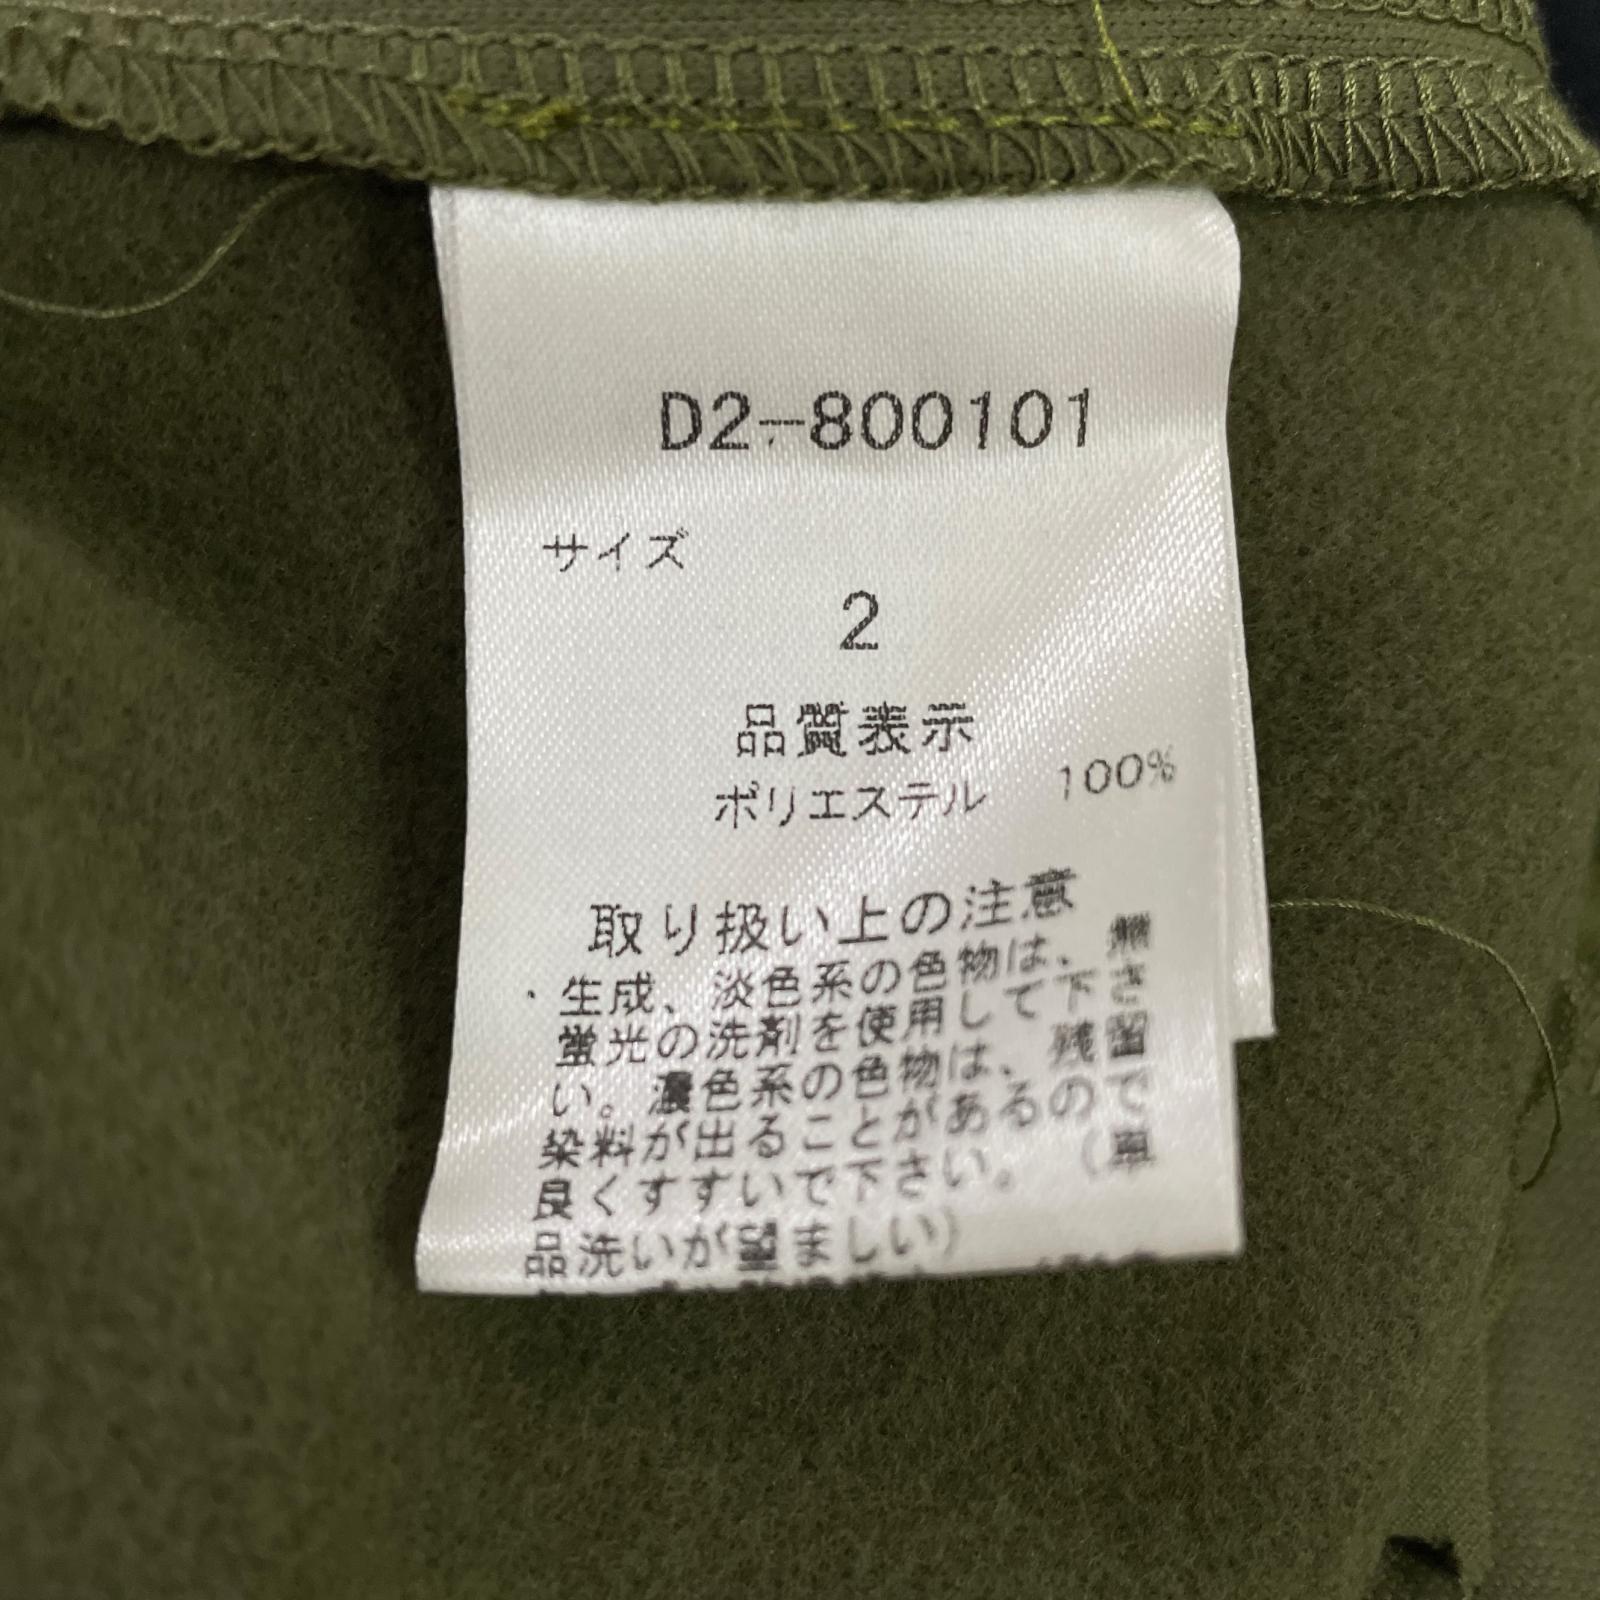 D2-800101
サイズ
2
品質表示
ポリエステル 100%
取り扱い上の注意
・生成、淡色系の色物は、無
蛍光の洗剤を使用して下さ
い。濃色系の色物は、残留
染料が出ることがあるので
良くすすいで下さい。(単
品洗いが望ましい)